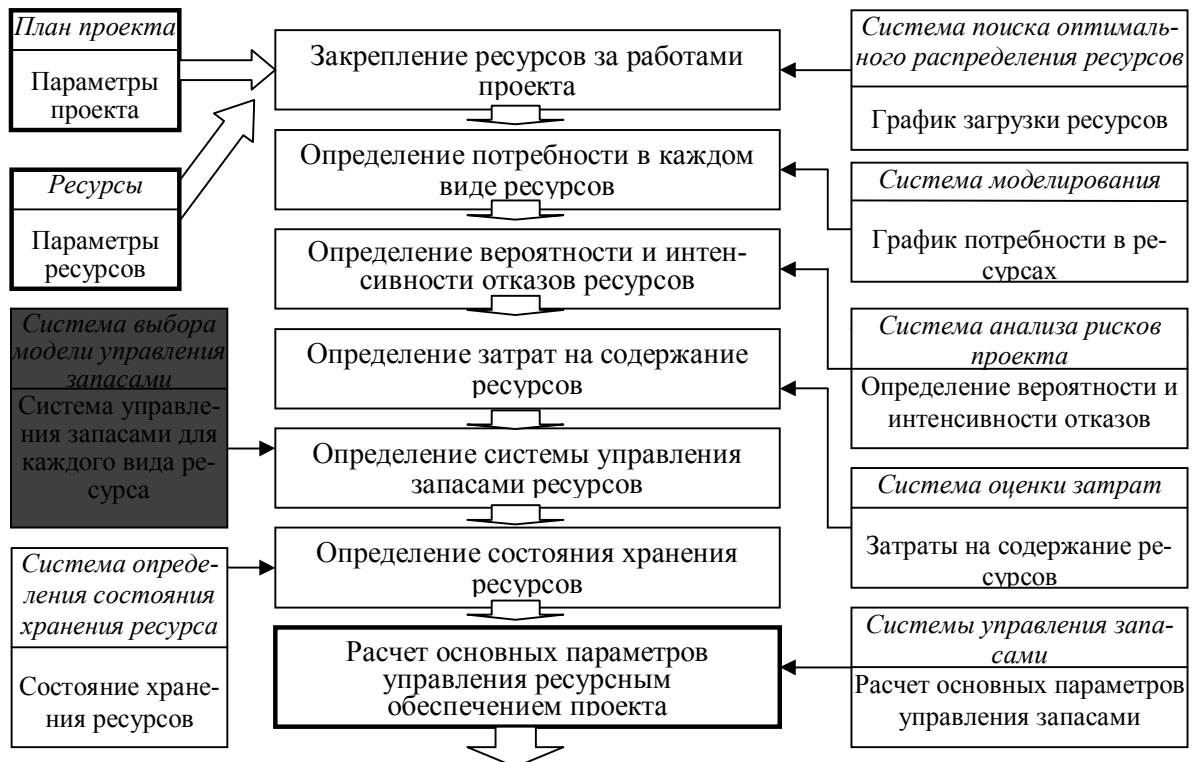 План проекта
Параметры
проекта
Ресурсы
Параметры
ресурсов
Система выбора
модели управления
запасами
Система управле-
ния запасами для
каждого вида ре-
сурса
Система опреде-
ления состояния
хранения ресурса
Состояние хране-
ния ресурсов
Закрепление ресурсов за работами
проекта
Определение потребности в каждом
виде ресурсов
Определение вероятности и интен-
сивности отказов ресурсов
Определение затрат на содержание
ресурсов
Определение системы управления
запасами ресурсов
Определение состояния хранения
ресурсов
Расчет основных параметров
управления ресурсным
обеспечением проекта
Система поиска оптималь-
ного распределения ресурсов
График загрузки ресурсов
Система моделирования
График потребности в ре-
сурсах
Система анализа рисков
проекта
Определение вероятности и
интенсивности отказов
Система оценки затрат
Затраты на содержание ре-
сурсов
Системы управления запа-
сами
Расчет основных параметров
управления запасами